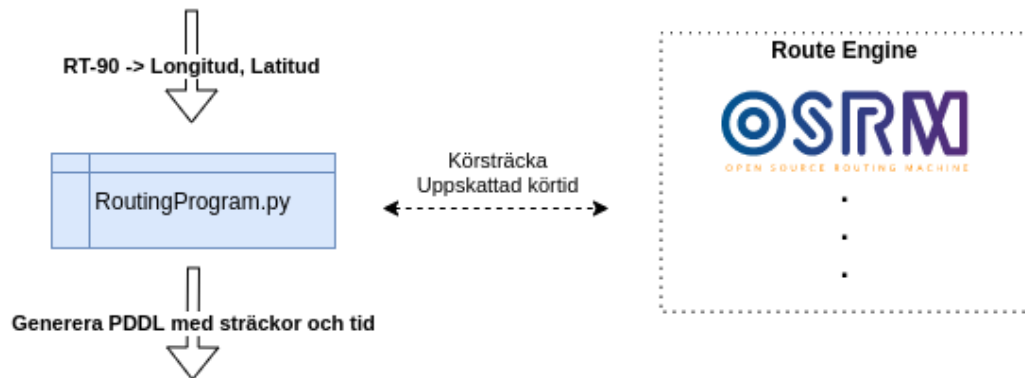 RT-90 -> Longitud, Latitud
RoutingProgram.py
Generera PDDL med sträckor och tid
Körsträcka
Uppskattad körtid
Route Engine
OSRM
OPEN SOURCE ROUTING MACHINE
.
.
.